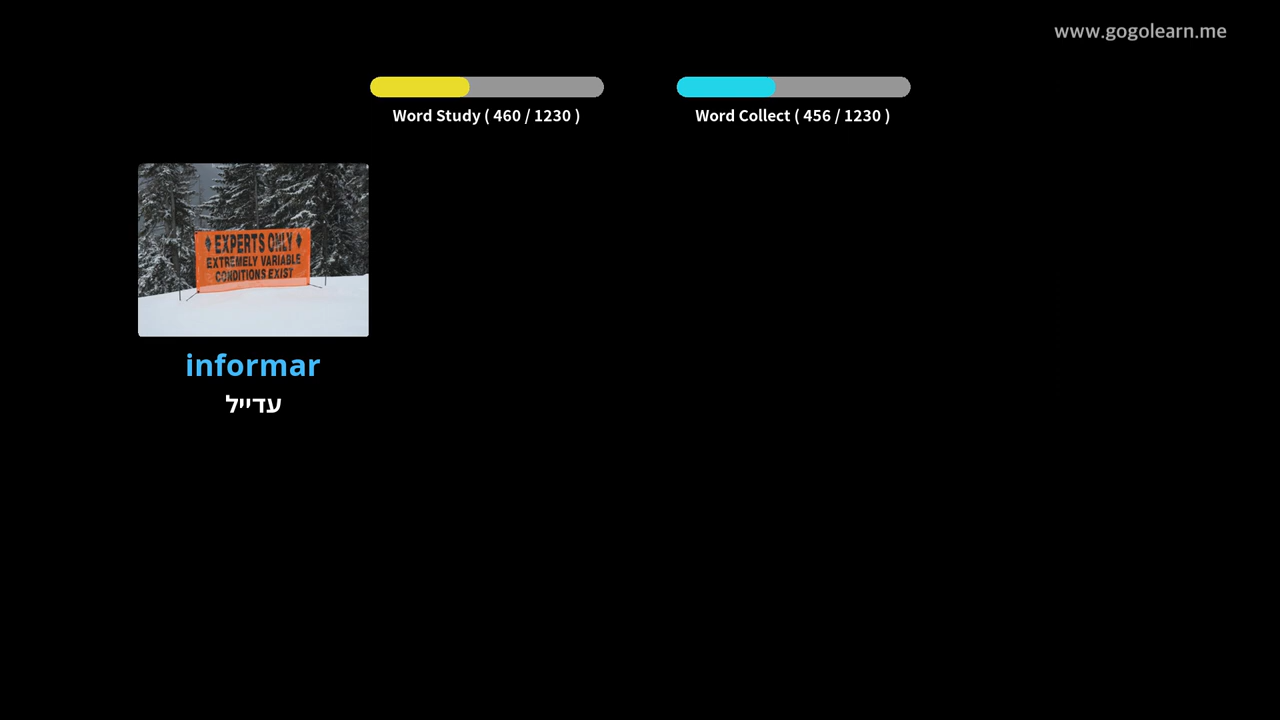 www.gogolearn.me
Word Study ( 460 / 1230 )
Word Collect ( 456 / 1230 )
EXPERTS ONLY
EXTREMELY VARIABLE
CONDITIONS EXIST
informar
עדייל